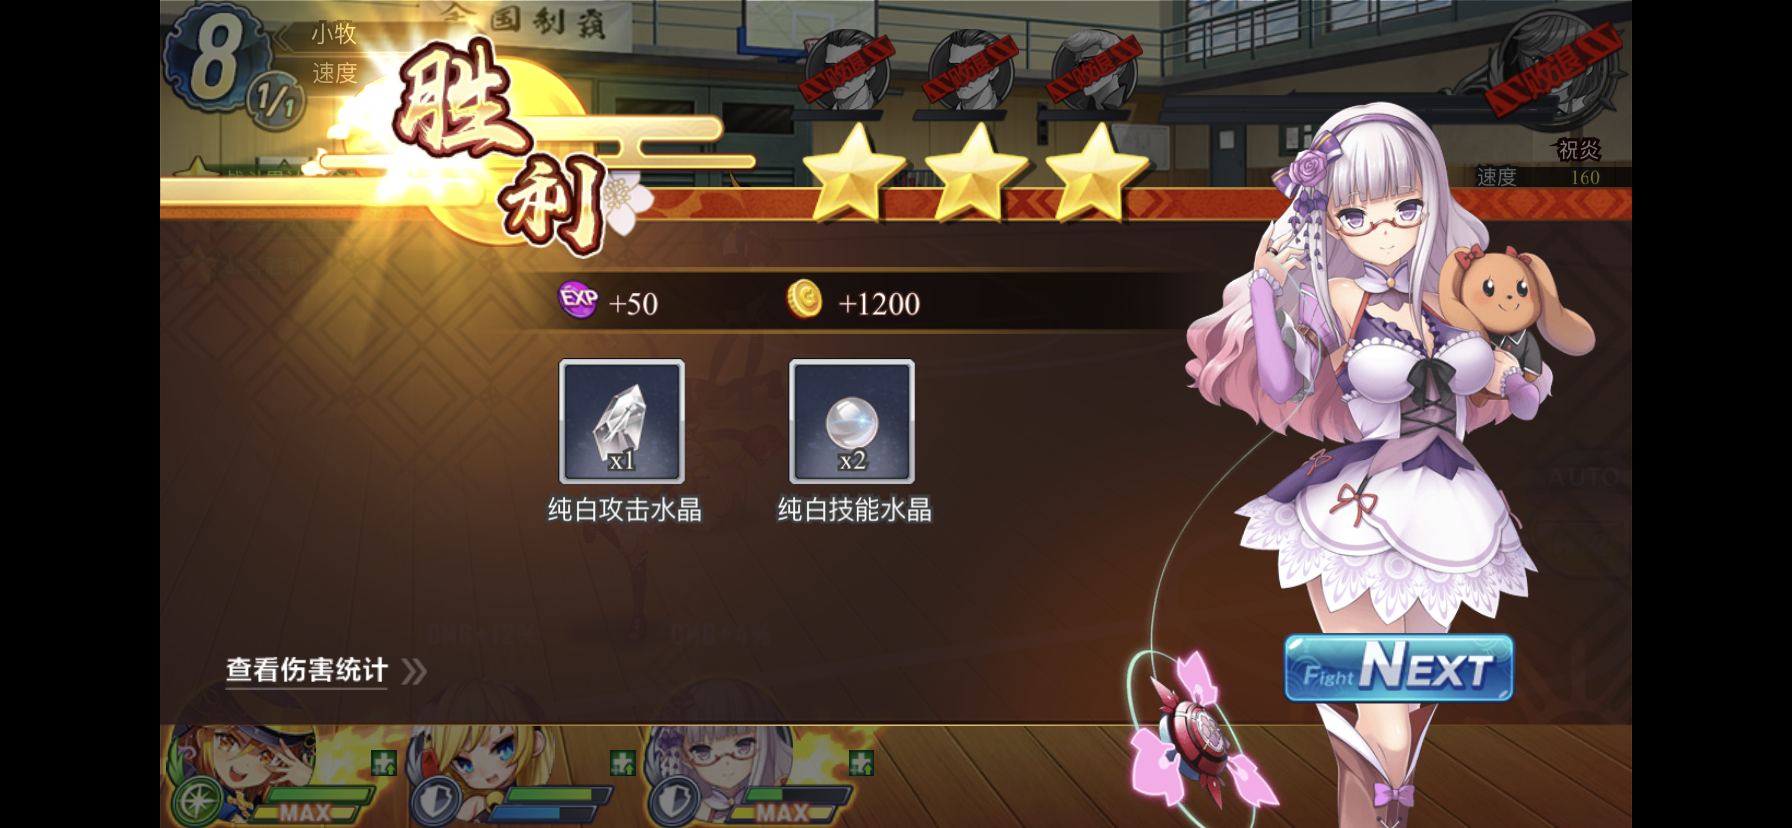 8
1/1
小牧
速度
全国制霸
胜利
败退
败退
败退
败退
祝炎
速度 160
EXP +50
+1200
x1
x2
纯白攻击水晶
纯白技能水晶
AUTO
查看伤害统计
Fight NEXT
MAX
MAX